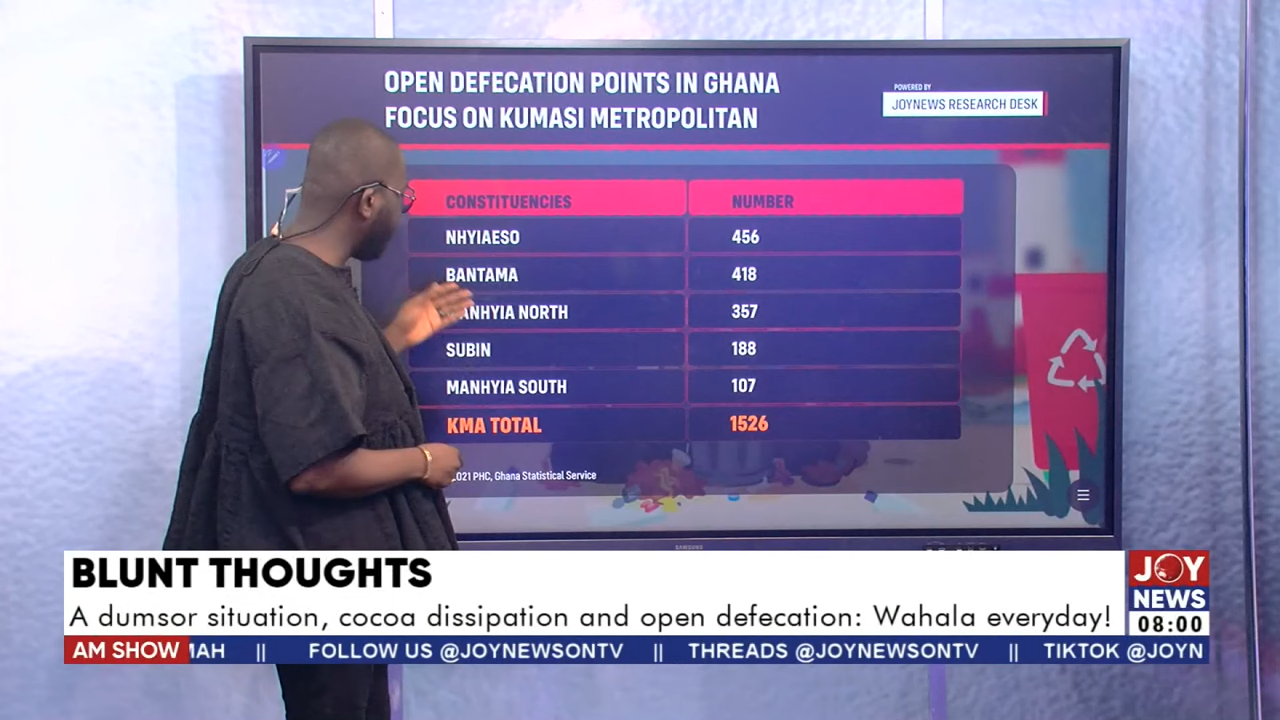 OPEN DEFECATION POINTS IN GHANA
FOCUS ON KUMASI METROPOLITAN
POWERED BY
JOYNEWS RESEARCH DESK
CONSTITUENCIES NUMBER
NHYIAESO 456
BANTAMA 418
MANHYIA NORTH 357
SUBIN 188
MANHYIA SOUTH 107
KMA TOTAL 1526
2021 PHC, Ghana Statistical Service
SAMSUNG
BLUNT THOUGHTS
A dumsor situation, cocoa dissipation and open defecation: Wahala everyday!
JOY
NEWS
08:00
AM SHOW MAH || FOLLOW US @JOYNEWSONTV || THREADS @JOYNEWSONTV || TIKTOK @JOYN